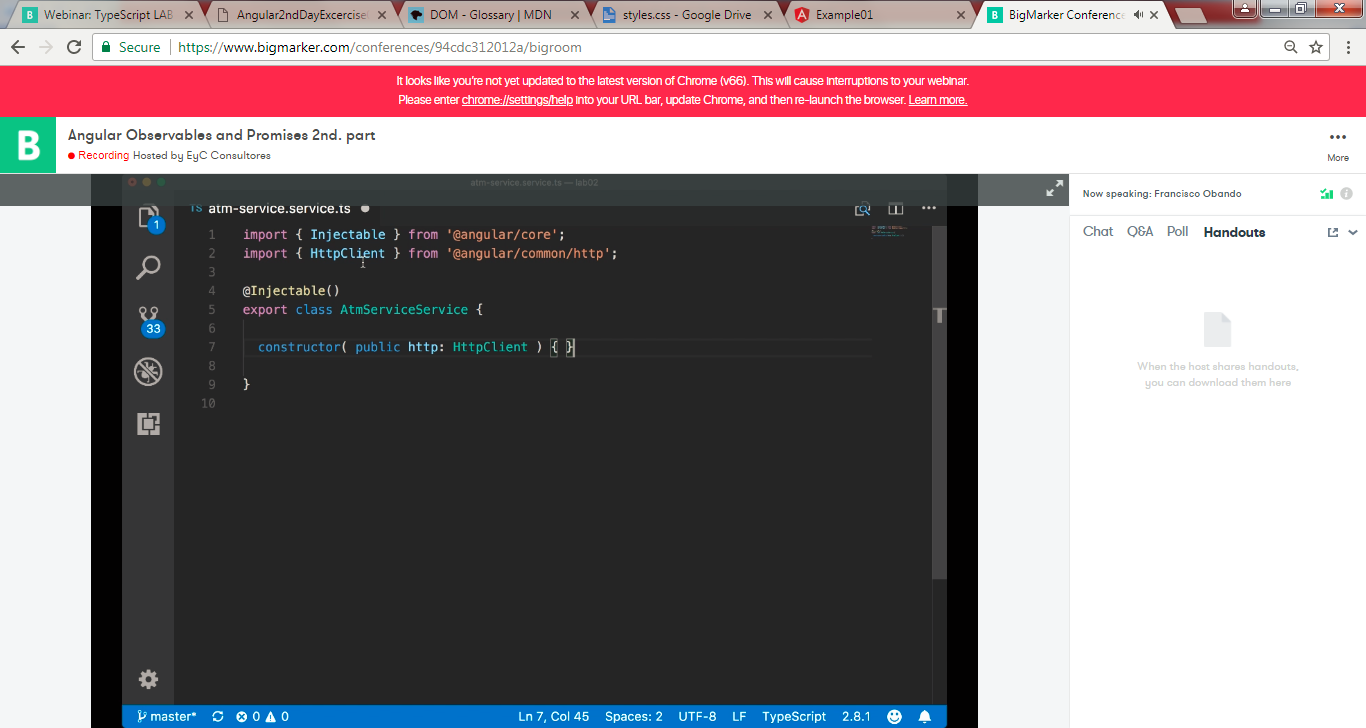 Webinar: TypeScript LAB
Angular2ndDayExcercise
DOM - Glossary | MDN
styles.css - Google Drive
Example01
BigMarker Conference
Secure
https://www.bigmarker.com/conferences/94cdc312012a/bigroom
It looks like you're not yet updated to the latest version of Chrome (v66). This will cause interruptions to your webinar.
Please enter chrome://settings/help into your URL bar, update Chrome, and then re-launch the browser. Learn more.
B
Angular Observables and Promises 2nd. part
Recording Hosted by EyC Consultores
More
atm-service.service.ts — lab02
Now speaking: Francisco Obando
TS atm-service.service.ts
Chat Q&A Poll Handouts
1
33
1 import { Injectable } from '@angular/core';
2 import { HttpClient } from '@angular/common/http';
3
4 @Injectable()
5 export class AtmServiceService {
6
7 constructor( public http: HttpClient ) { }
8
9 }
10
When the host shares handouts,
you can download them here
master* 0 0 Ln 7, Col 45 Spaces: 2 UTF-8 LF TypeScript 2.8.1